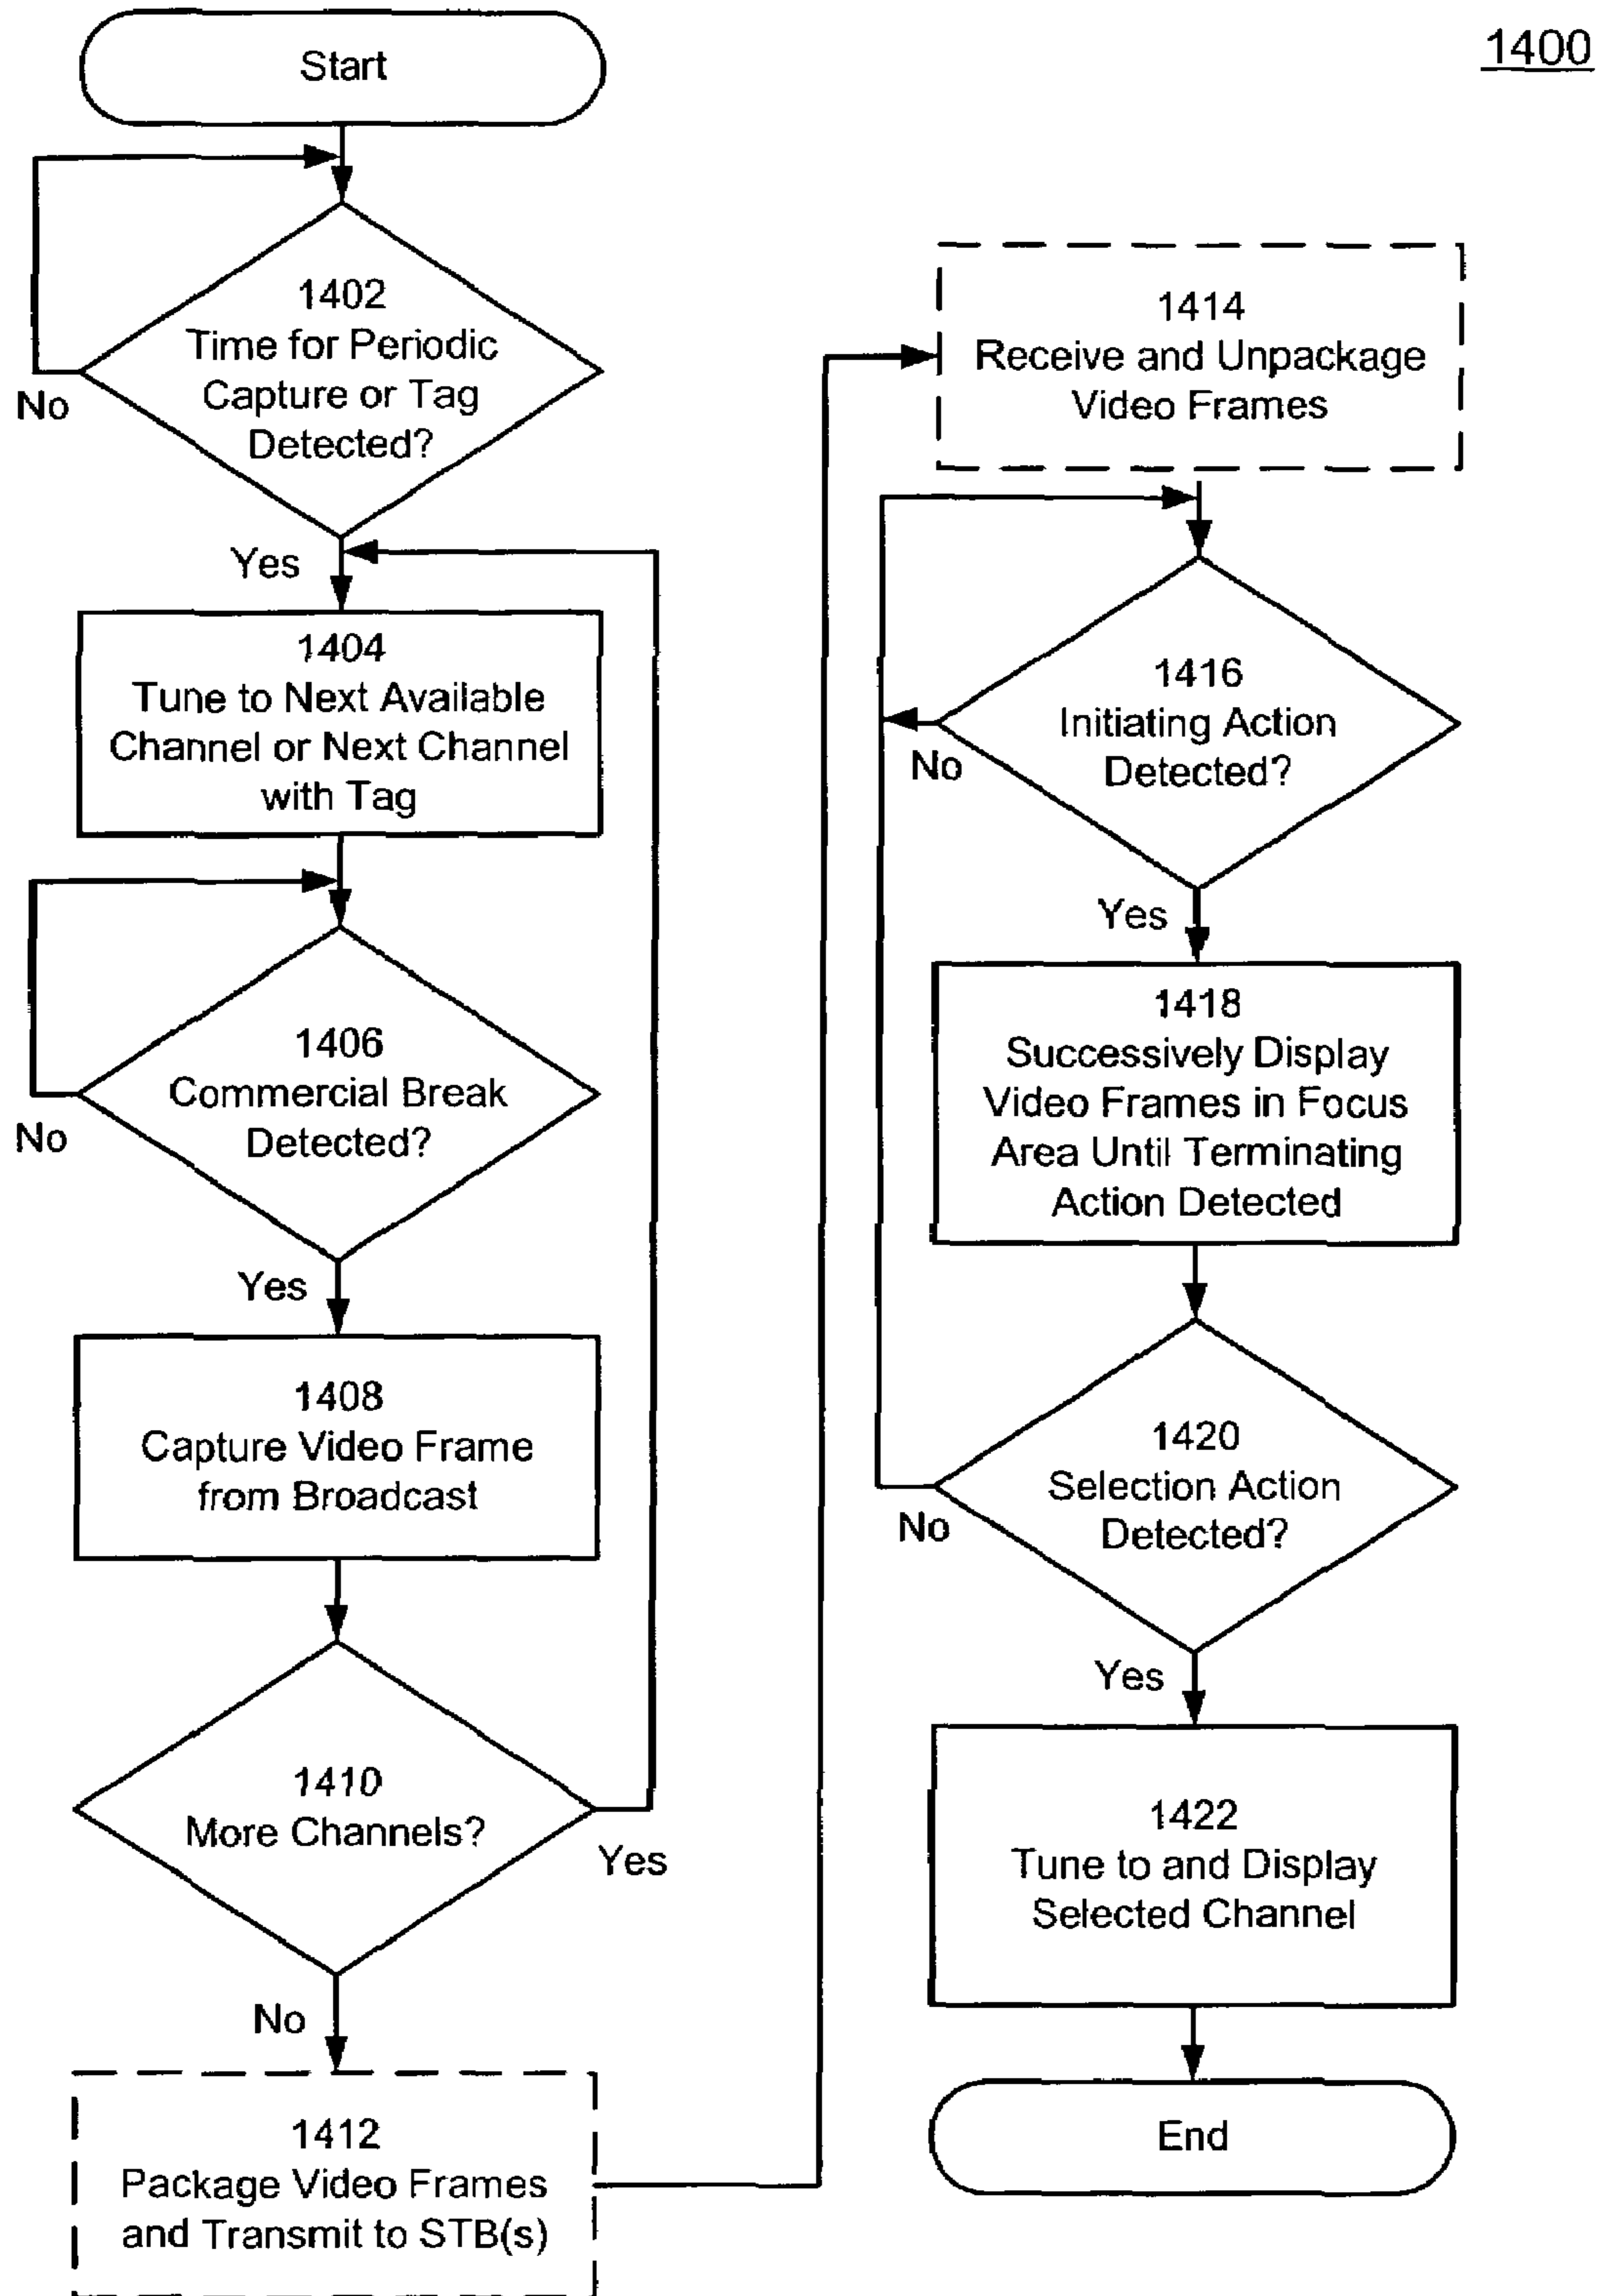 1400
Start
1402
Time for Periodic
Capture or Tag
Detected?
No
Yes
1404
Tune to Next Available
Channel or Next Channel
with Tag
1406
Commercial Break
Detected?
No
Yes
1408
Capture Video Frame
from Broadcast
1410
More Channels?
Yes
No
1412
Package Video Frames
and Transmit to STB(s)
1414
Receive and Unpackage
Video Frames
1416
Initiating Action
Detected?
No
Yes
1418
Successively Display
Video Frames in Focus
Area Until Terminating
Action Detected
1420
Selection Action
Detected?
No
Yes
1422
Tune to and Display
Selected Channel
End